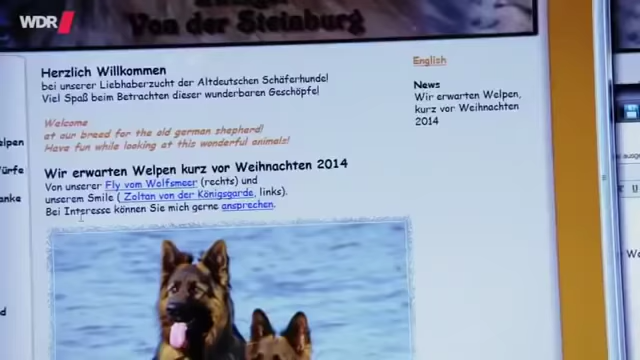 WDR
Von der Steinburg
Herzlich Willkommen
bei unserer Liebhaberzucht der Altdeutschen Schäferhunde!
Viel Spaß beim Betrachten dieser wunderbaren Geschöpfe!
Welcome
at our breed for the old german shepherd!
Have fun while looking at this wonderful animals!
Wir erwarten Welpen kurz vor Weihnachten 2014
Von unserer Fly vom Wolfsmeer (rechts) und
unserem Smile ( Zoltan von der Königsgarde, links).
Bei Interesse können Sie mich gerne ansprechen.
English
News
Wir erwarten Welpen,
kurz vor Weihnachten
2014